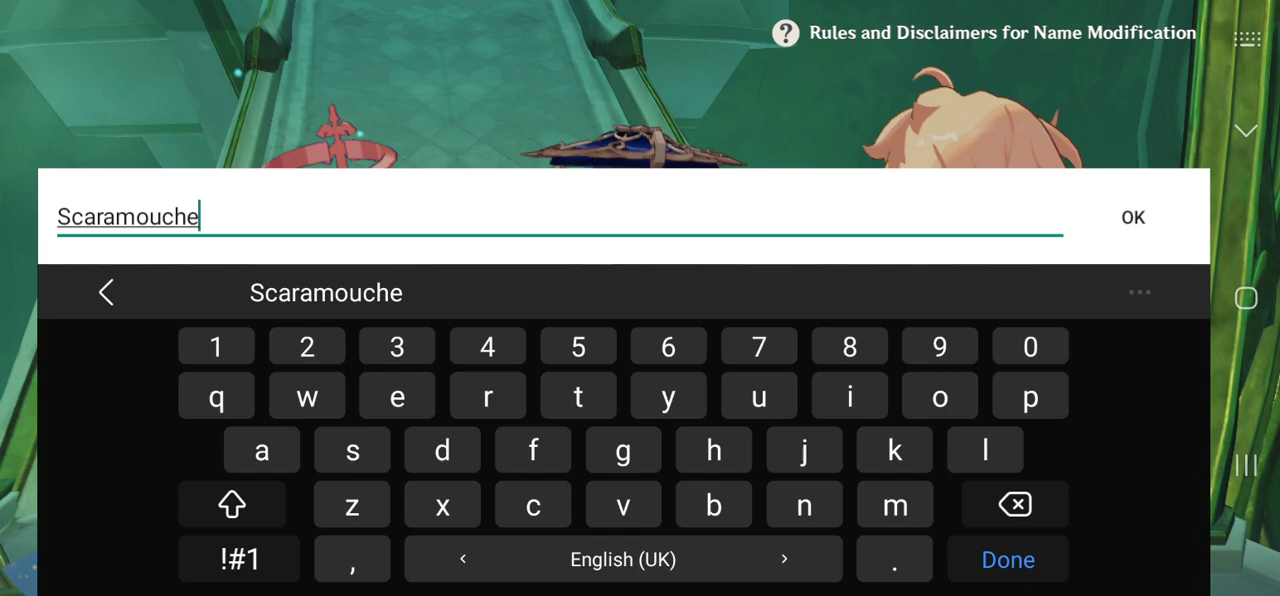 Rules and Disclaimers for Name Modification
Scaramouche
OK
Scaramouche
1 2 3 4 5 6 7 8 9 0
q w e r t y u i o p
a s d f g h j k l
z x c v b n m
!#1 , English (UK) . Done